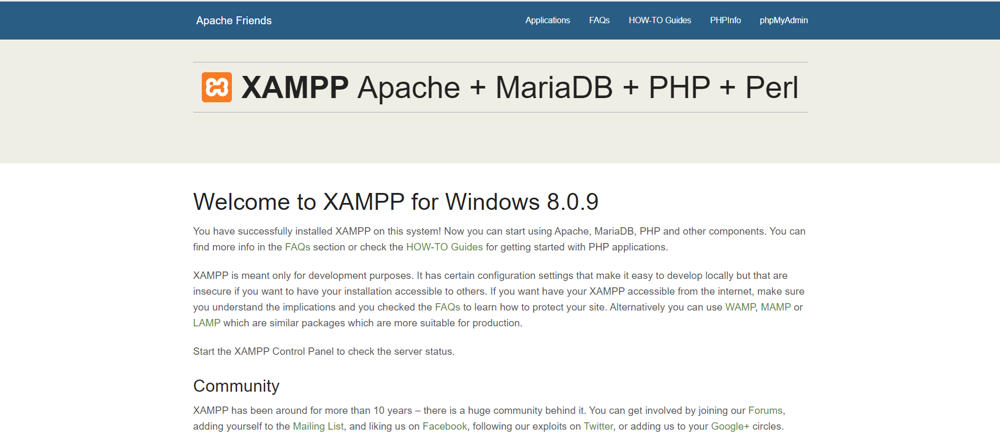 Apache Friends
Applications FAQs HOW-TO Guides PHPInfo phpMyAdmin
XAMPP Apache + MariaDB + PHP + Perl
Welcome to XAMPP for Windows 8.0.9
You have successfully installed XAMPP on this system! Now you can start using Apache, MariaDB, PHP and other components. You can
find more info in the FAQs section or check the HOW-TO Guides for getting started with PHP applications.
XAMPP is meant only for development purposes. It has certain configuration settings that make it easy to develop locally but that are
insecure if you want to have your installation accessible to others. If you want have your XAMPP accessible from the internet, make sure
you understand the implications and you checked the FAQs to learn how to protect your site. Alternatively you can use WAMP, MAMP or
LAMP which are similar packages which are more suitable for production.
Start the XAMPP Control Panel to check the server status.
Community
XAMPP has been around for more than 10 years – there is a huge community behind it. You can get involved by joining our Forums,
adding yourself to the Mailing List, and liking us on Facebook, following our exploits on Twitter, or adding us to your Google+ circles.